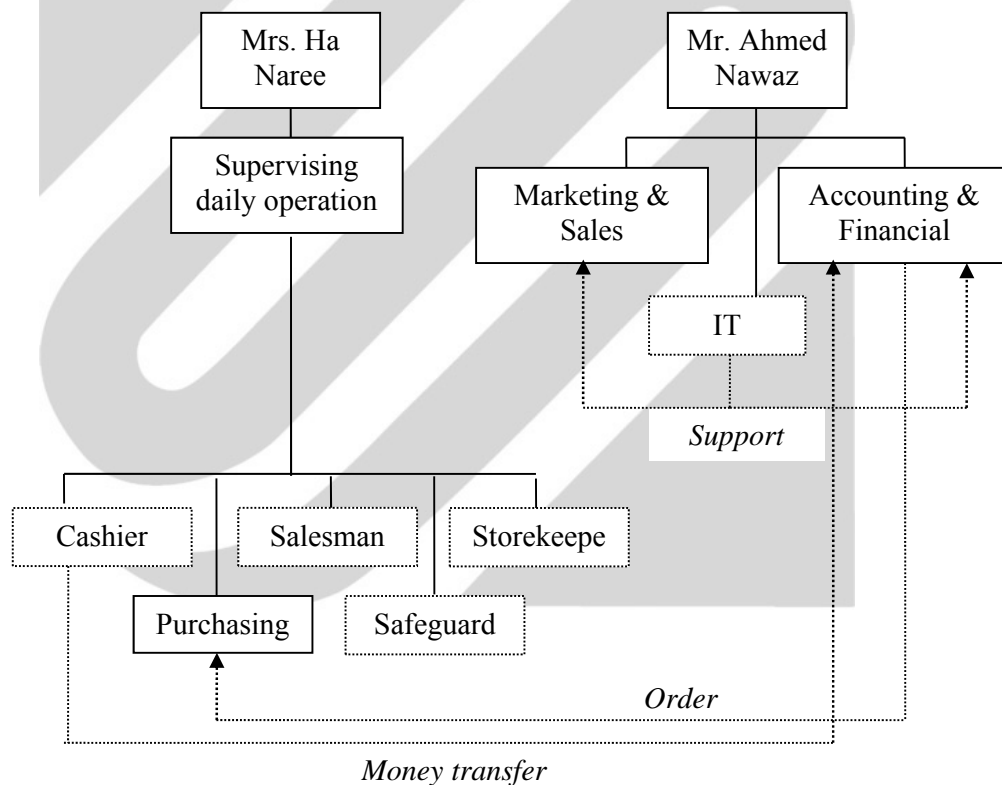 Mrs. Ha
Naree
Mr. Ahmed
Nawaz
Supervising
daily operation
Marketing &
Sales
Accounting &
Financial
IT
Support
Cashier
Salesman
Storekeepe
Purchasing
Safeguard
Order
Money transfer